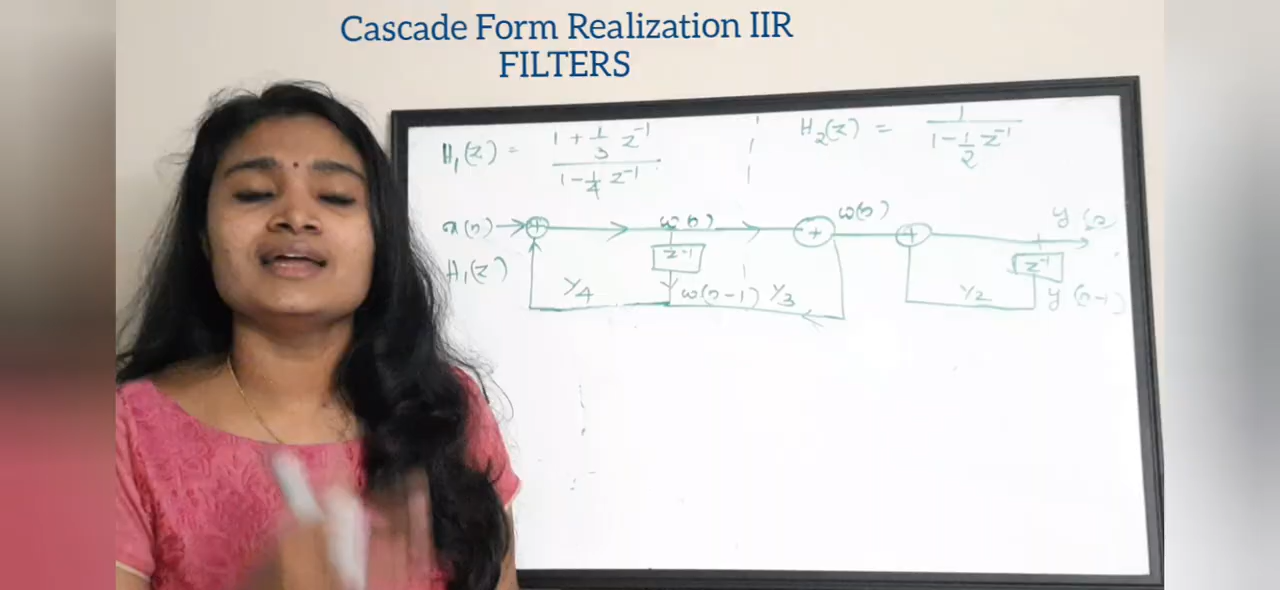 Cascade Form Realization IIR
FILTERS
H₁(z) = (1 + 1/3 z⁻¹) / (1 - 1/4 z⁻¹)
H₂(z) = 1 / (1 - 1/2 z⁻¹)
x(n) + w(n) + w(n) + y(n
H₁(z) z⁻¹ z⁻¹
1/4 w(n-1) 1/3 1/2 y(n-1)